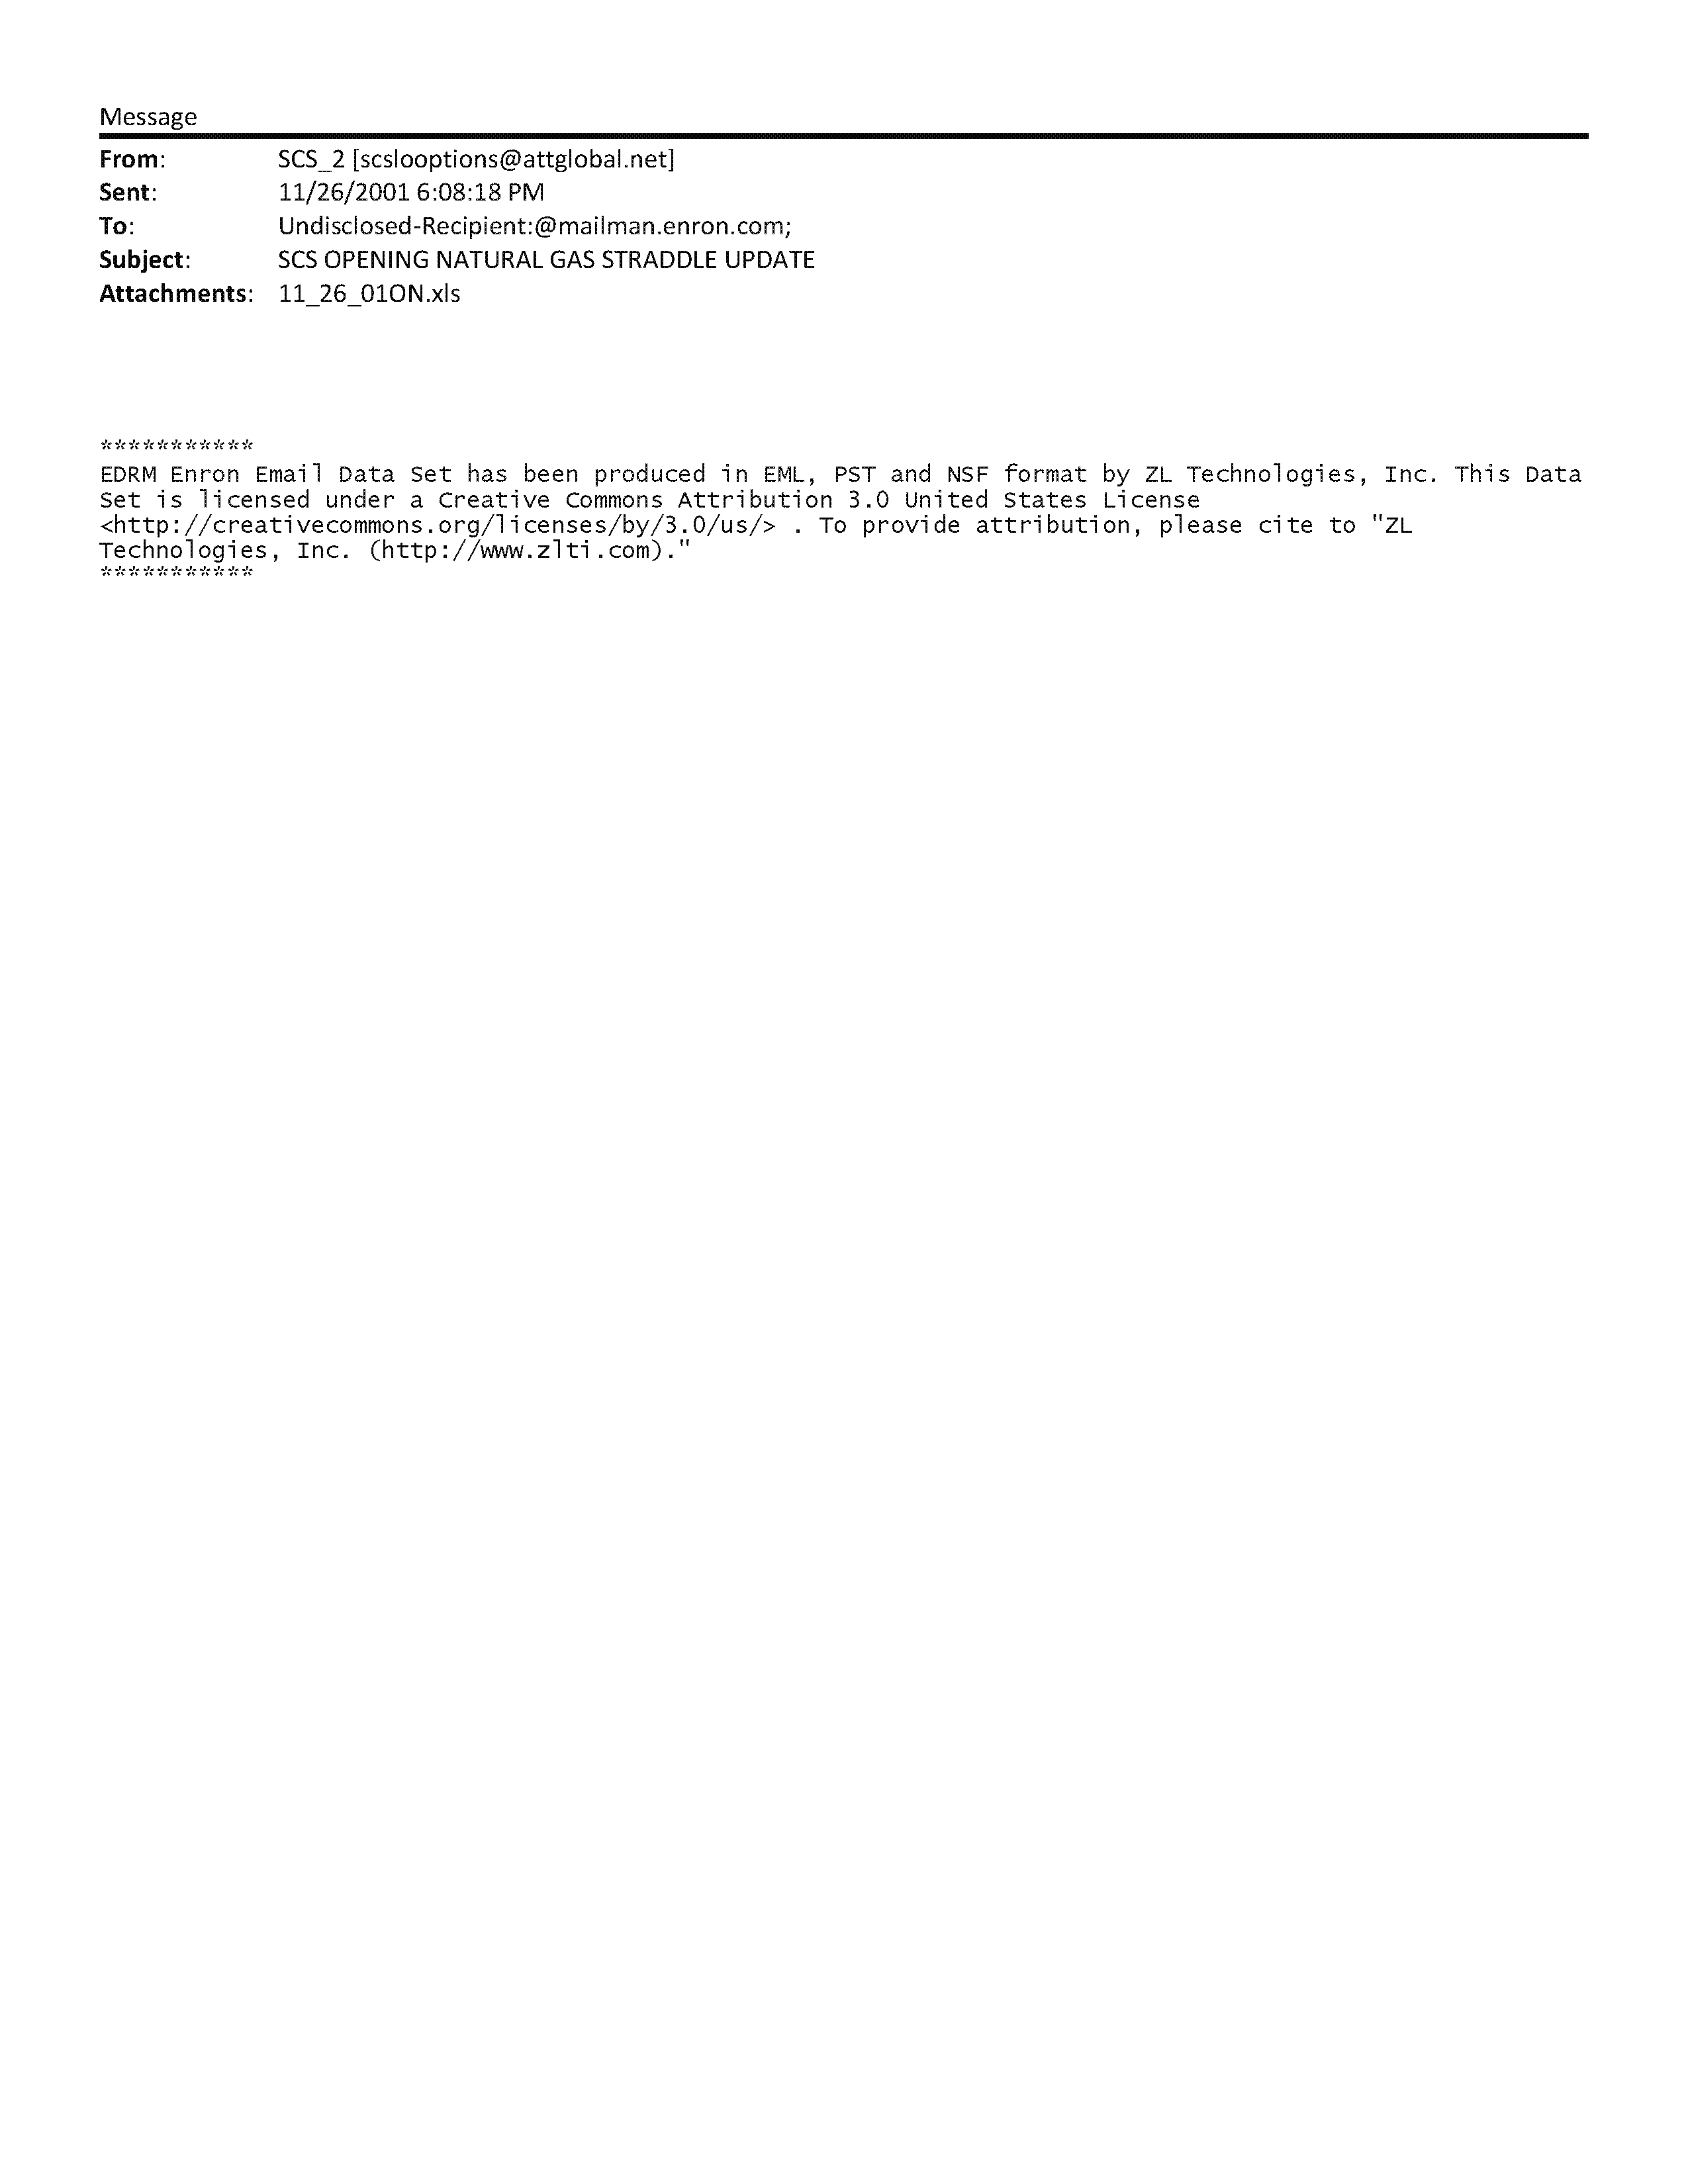 Message
From: SCS_2 [scslooptions@attglobal.net]
Sent: 11/26/2001 6:08:18 PM
To: Undisclosed-Recipient:@mailman.enron.com;
Subject: SCS OPENING NATURAL GAS STRADDLE UPDATE
Attachments: 11_26_01ON.xls
***********
EDRM Enron Email Data Set has been produced in EML, PST and NSF format by ZL Technologies, Inc. This Data
Set is licensed under a Creative Commons Attribution 3.0 United States License
<http://creativecommons.org/licenses/by/3.0/us/> . To provide attribution, please cite to "ZL
Technologies, Inc. (http://www.zlti.com)."
***********